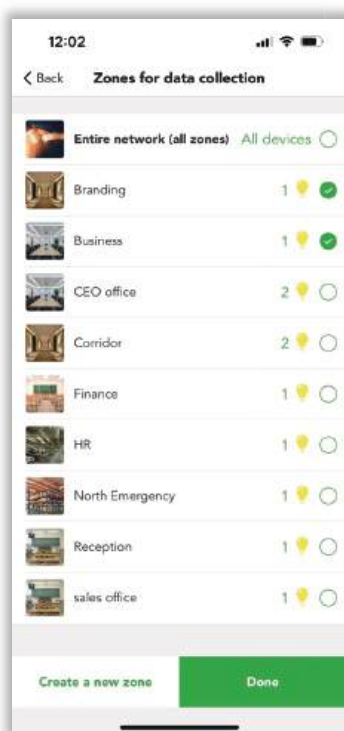 12:02
Back Zones for data collection
Entire network (all zones) All devices
Branding 1
Business 1
CEO office 2
Corridor 2
Finance 1
HR 1
North Emergency 1
Reception 1
sales office 1
Create a new zone Done